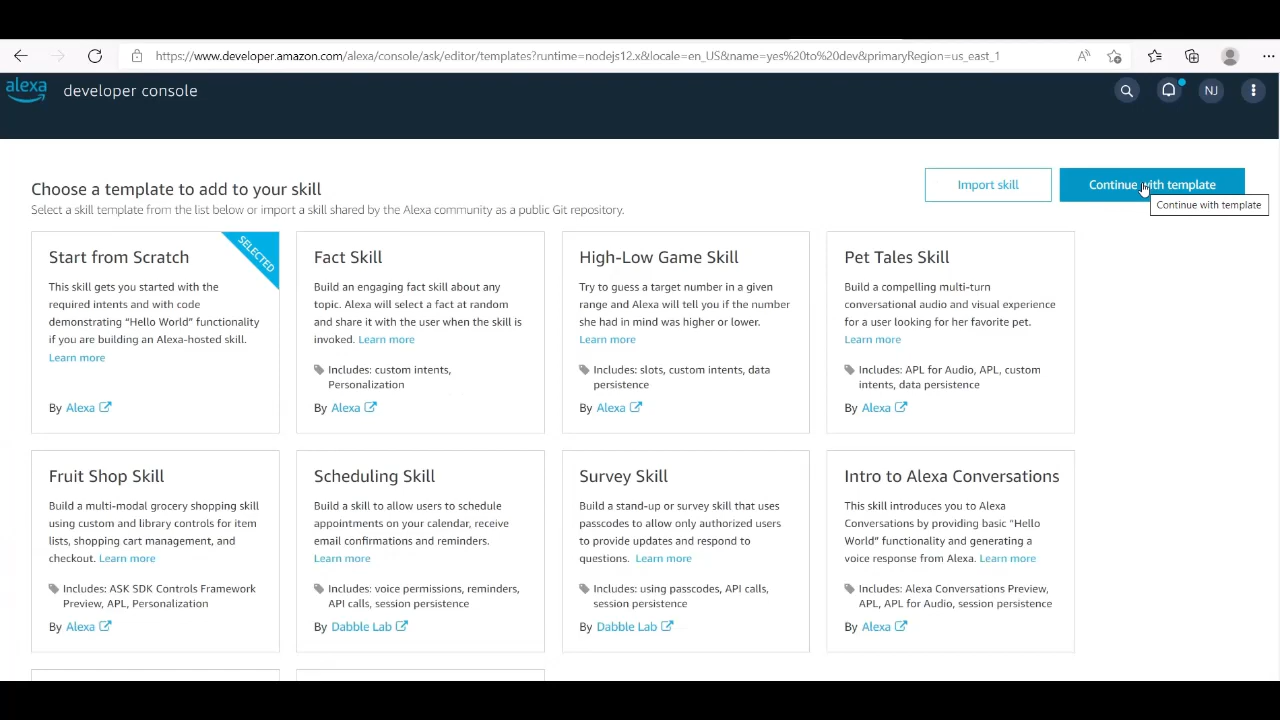 https://www.developer.amazon.com/alexa/console/ask/editor/templates?runtime=nodejs12.x&locale=en_US&name=yes%20to%20dev&primaryRegion=us_east_1
alexa
developer console
NJ
Choose a template to add to your skill
Select a skill template from the list below or import a skill shared by the Alexa community as a public Git repository.
Import skill
Continue with template
Continue with template
Start from Scratch
SELECTED
This skill gets you started with the
required intents and with code
demonstrating “Hello World” functionality
if you are building an Alexa-hosted skill.
Learn more
By Alexa
Fact Skill
Build an engaging fact skill about any
topic. Alexa will select a fact at random
and share it with the user when the skill is
invoked. Learn more
Includes: custom intents,
Personalization
By Alexa
High-Low Game Skill
Try to guess a target number in a given
range and Alexa will tell you if the number
she had in mind was higher or lower.
Learn more
Includes: slots, custom intents, data
persistence
By Alexa
Pet Tales Skill
Build a compelling multi-turn
conversational audio and visual experience
for a user looking for her favorite pet.
Learn more
Includes: APL for Audio, APL, custom
intents, data persistence
By Alexa
Fruit Shop Skill
Build a multi-modal grocery shopping skill
using custom and library controls for item
lists, shopping cart management, and
checkout. Learn more
Includes: ASK SDK Controls Framework
Preview, APL, Personalization
By Alexa
Scheduling Skill
Build a skill to allow users to schedule
appointments on your calendar, receive
email confirmations and reminders.
Learn more
Includes: voice permissions, reminders,
API calls, session persistence
By Dabble Lab
Survey Skill
Build a stand-up or survey skill that uses
passcodes to allow only authorized users
to provide updates and respond to
questions. Learn more
Includes: using passcodes, API calls,
session persistence
By Dabble Lab
Intro to Alexa Conversations
This skill introduces you to Alexa
Conversations by providing basic “Hello
World” functionality and generating a
voice response from Alexa. Learn more
Includes: Alexa Conversations Preview,
APL, APL for Audio, session persistence
By Alexa